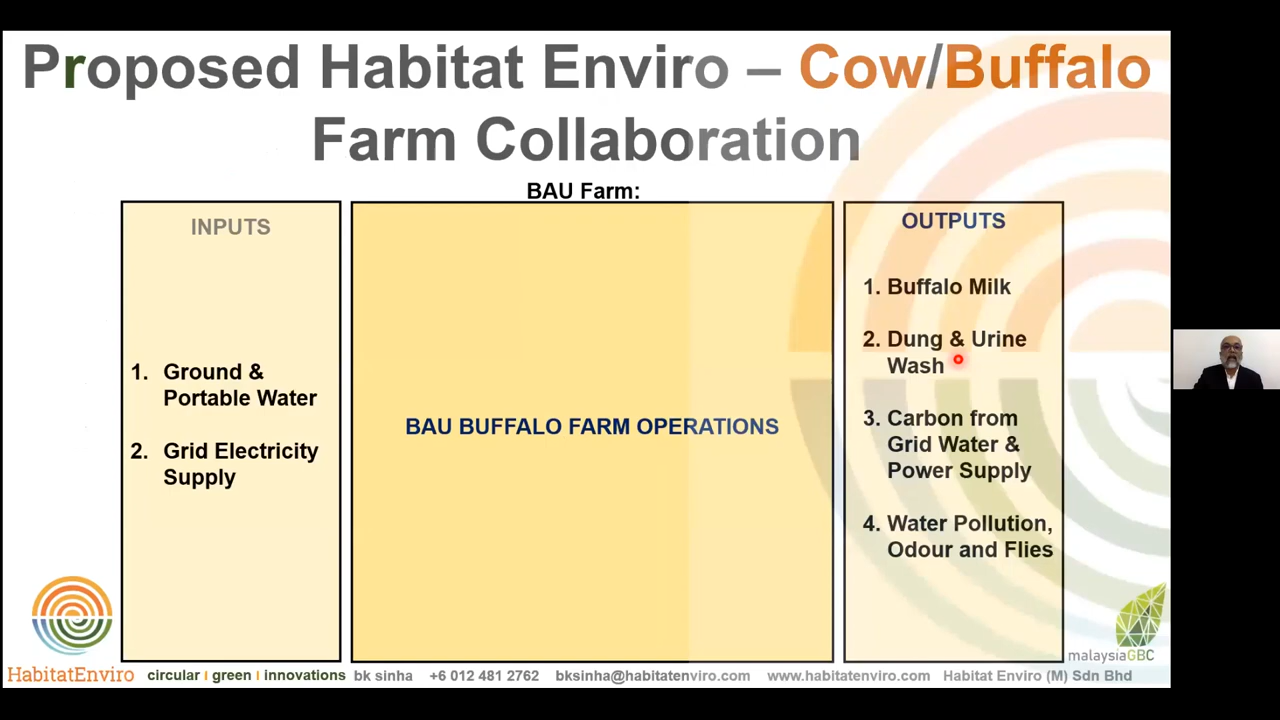 Proposed Habitat Enviro – Cow/Buffalo
Farm Collaboration
BAU Farm:
INPUTS
1. Ground &
Portable Water
2. Grid Electricity
Supply
BAU BUFFALO FARM OPERATIONS
OUTPUTS
1. Buffalo Milk
2. Dung & Urine
Wash
3. Carbon from
Grid Water &
Power Supply
4. Water Pollution,
Odour and Flies
malaysiaGBC
HabitatEnviro circular I green I innovations bk sinha +6 012 481 2762 bksinha@habitatenviro.com www.habitatenviro.com Habitat Enviro (M) Sdn Bhd